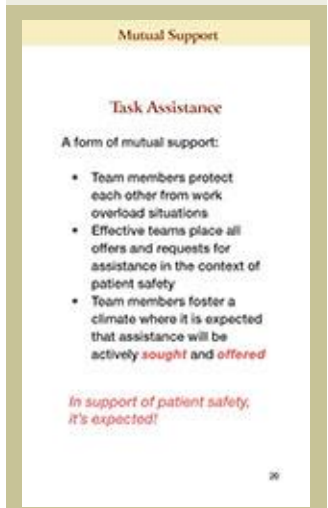 Mutual Support
Task Assistance
A form of mutual support:
• Team members protect
each other from work
overload situations
• Effective teams place all
offers and requests for
assistance in the context of
patient safety
• Team members foster a
climate where it is expected
that assistance will be
actively sought and offered
In support of patient safety,
it's expected!
20